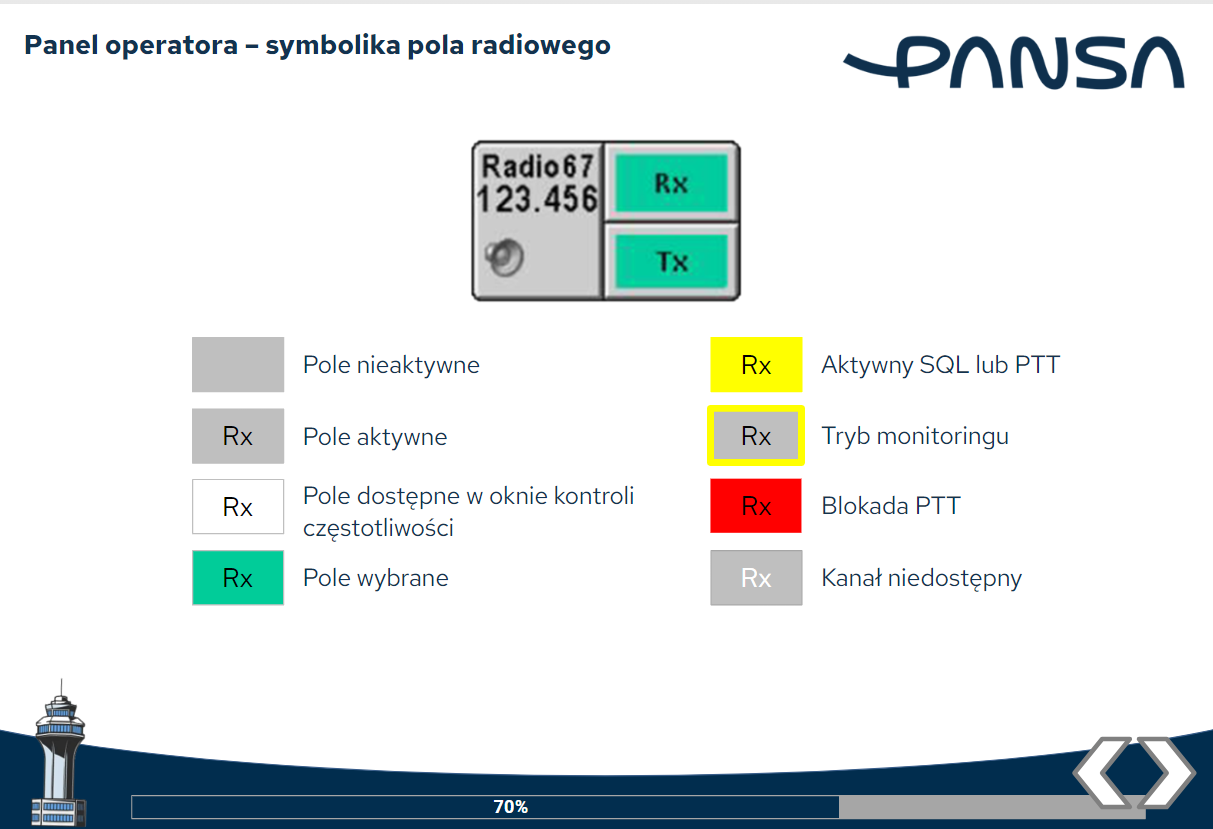 Panel operatora – symbolika pola radiowego
PANSA
Radio67
123.456
Rx
Tx
Pole nieaktywne
Rx Pole aktywne
Rx Pole dostępne w oknie kontroli
częstotliwości
Rx Pole wybrane
Rx Aktywny SQL lub PTT
Rx Tryb monitoringu
Rx Blokada PTT
Rx Kanał niedostępny
70%